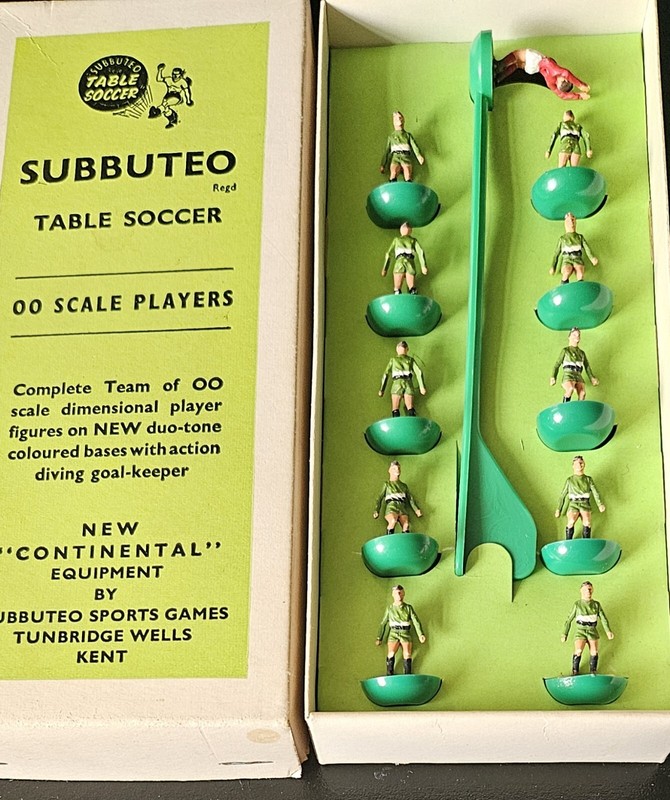 SUBBUTEO
TABLE
SOCCER
SUBBUTEO
Regd
TABLE SOCCER
OO SCALE PLAYERS
Complete Team of OO
scale dimensional player
figures on NEW duo-tone
coloured bases with action
diving goal-keeper
NEW
"CONTINENTAL"
EQUIPMENT
BY
UBBUTEO SPORTS GAMES
TUNBRIDGE WELLS
KENT